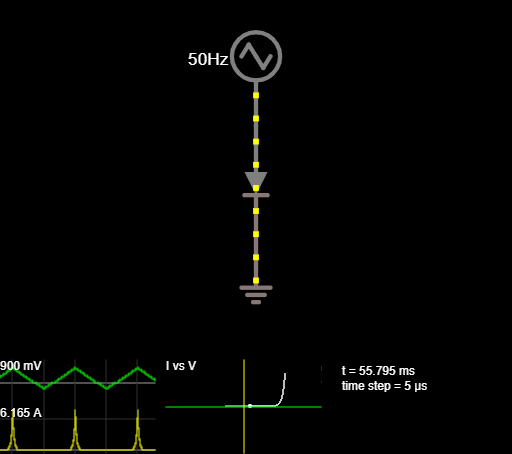 50Hz
900 mV
6.165 A
I vs V
t = 55.795 ms
time step = 5 µs